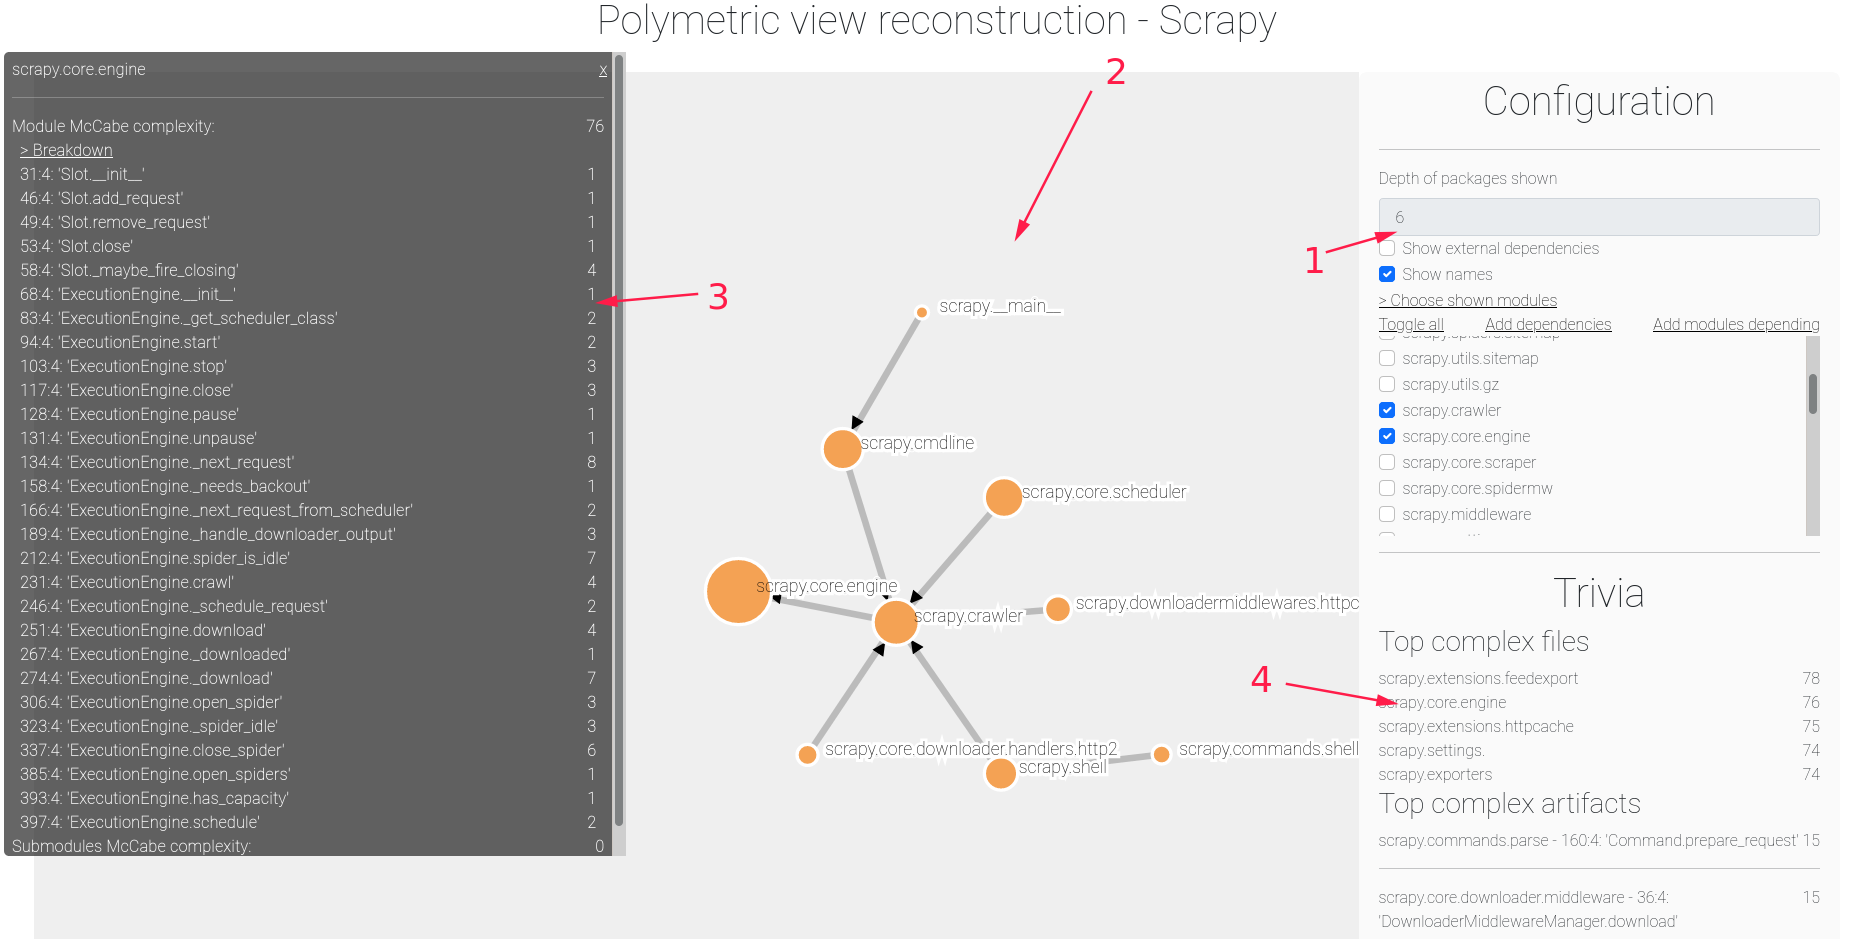 Polymetric view reconstruction - Scrapy
scrapy.core.engine x
Module McCabe complexity: 76
> Breakdown
31:4: 'Slot.__init__' 1
46:4: 'Slot.add_request' 1
49:4: 'Slot.remove_request' 1
53:4: 'Slot.close' 1
58:4: 'Slot._maybe_fire_closing' 4
68:4: 'ExecutionEngine.__init__' 1
83:4: 'ExecutionEngine._get_scheduler_class' 2
94:4: 'ExecutionEngine.start' 2
103:4: 'ExecutionEngine.stop' 3
117:4: 'ExecutionEngine.close' 3
128:4: 'ExecutionEngine.pause' 1
131:4: 'ExecutionEngine.unpause' 1
134:4: 'ExecutionEngine._next_request' 8
158:4: 'ExecutionEngine._needs_backout' 1
166:4: 'ExecutionEngine._next_request_from_scheduler' 2
189:4: 'ExecutionEngine._handle_downloader_output' 3
212:4: 'ExecutionEngine.spider_is_idle' 7
231:4: 'ExecutionEngine.crawl' 4
246:4: 'ExecutionEngine._schedule_request' 2
251:4: 'ExecutionEngine.download' 4
267:4: 'ExecutionEngine._downloaded' 1
274:4: 'ExecutionEngine._download' 7
306:4: 'ExecutionEngine.open_spider' 3
323:4: 'ExecutionEngine._spider_idle' 3
337:4: 'ExecutionEngine.close_spider' 6
385:4: 'ExecutionEngine.open_spiders' 1
393:4: 'ExecutionEngine.has_capacity' 1
397:4: 'ExecutionEngine.schedule' 2
Submodules McCabe complexity: 0
3
2
scrapy.__main__
scrapy.cmdline
scrapy.core.scheduler
scrapy.core.engine
scrapy.downloadermiddlewares.httpc
scrapy.crawler
scrapy.core.downloader.handlers.http2
scrapy.commands.shell
scrapy.shell
1
4
Configuration
Depth of packages shown
6
Show external dependencies
Show names
> Choose shown modules
Toggle all Add dependencies Add modules depending
scrapy.spiders.sitemap
scrapy.utils.sitemap
scrapy.utils.gz
scrapy.crawler
scrapy.core.engine
scrapy.core.scraper
scrapy.core.spidermw
scrapy.middleware
Trivia
Top complex files
scrapy.extensions.feedexport 78
scrapy.core.engine 76
scrapy.extensions.httpcache 75
scrapy.settings. 74
scrapy.exporters 74
Top complex artifacts
scrapy.commands.parse - 160:4: 'Command.prepare_request' 15
scrapy.core.downloader.middleware - 36:4: 15
'DownloaderMiddlewareManager.download'